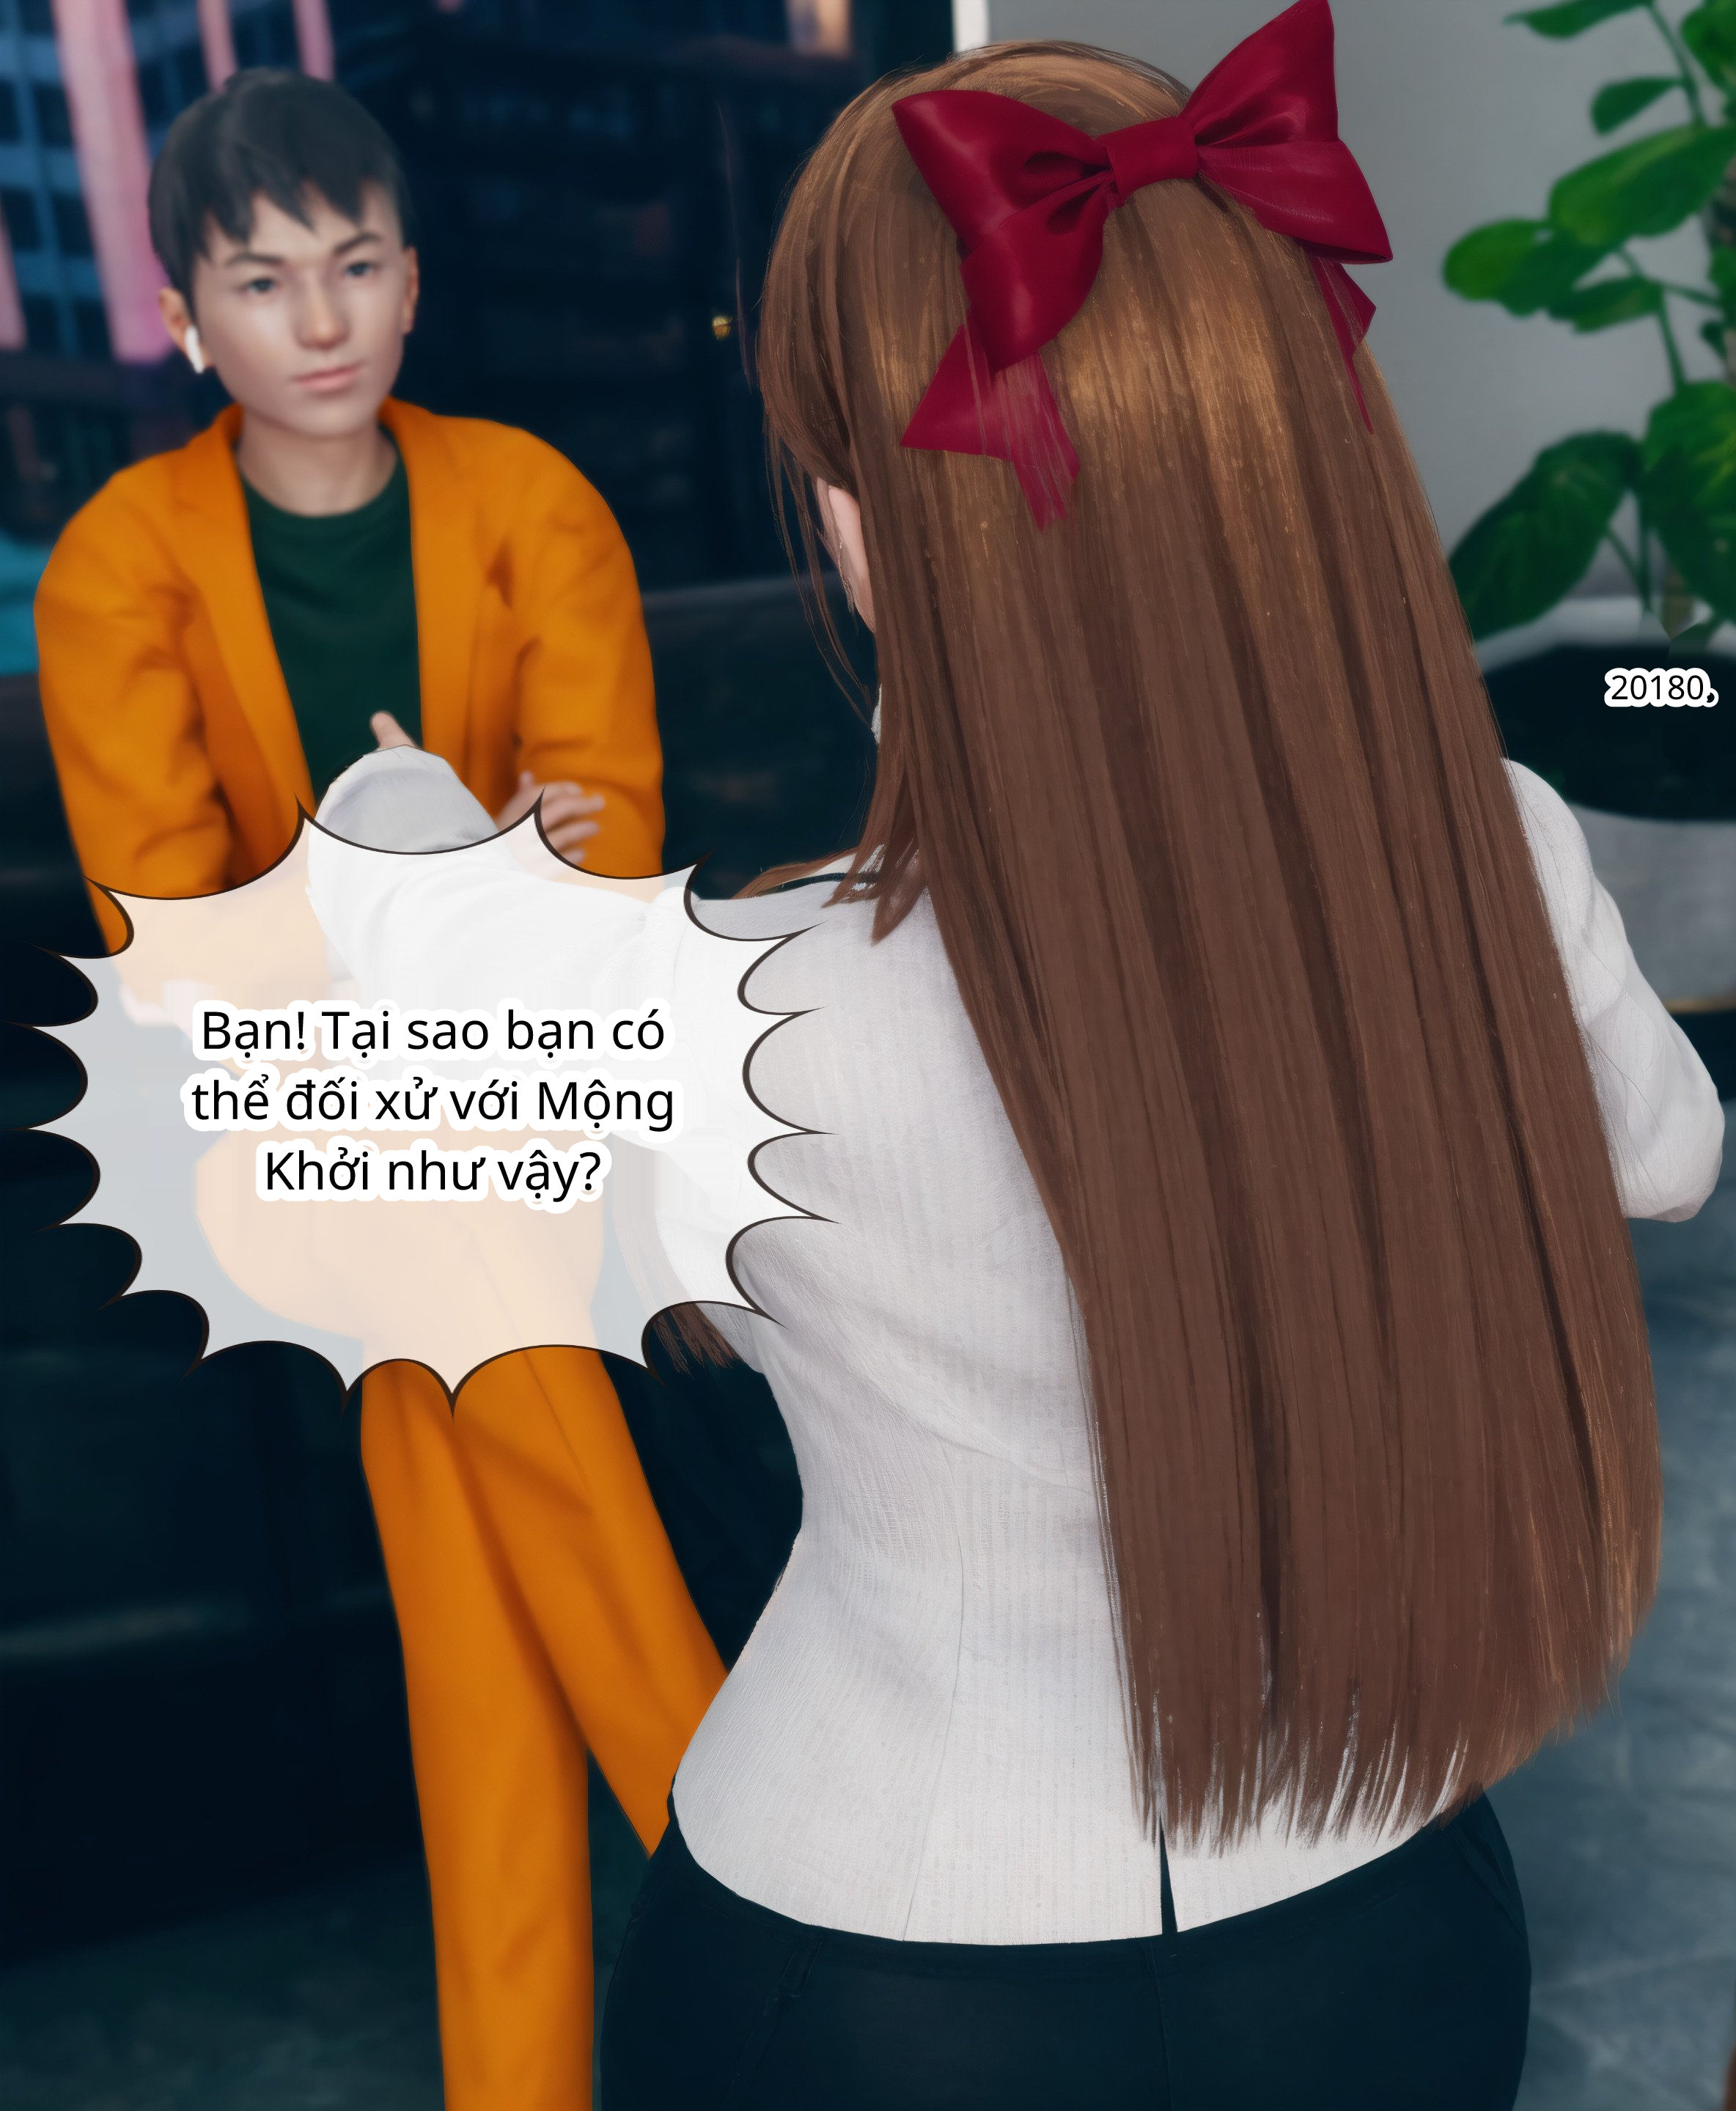 20180,
Bạn! Tại sao bạn có
thể đối xử với Mộng
Khởi như vậy?